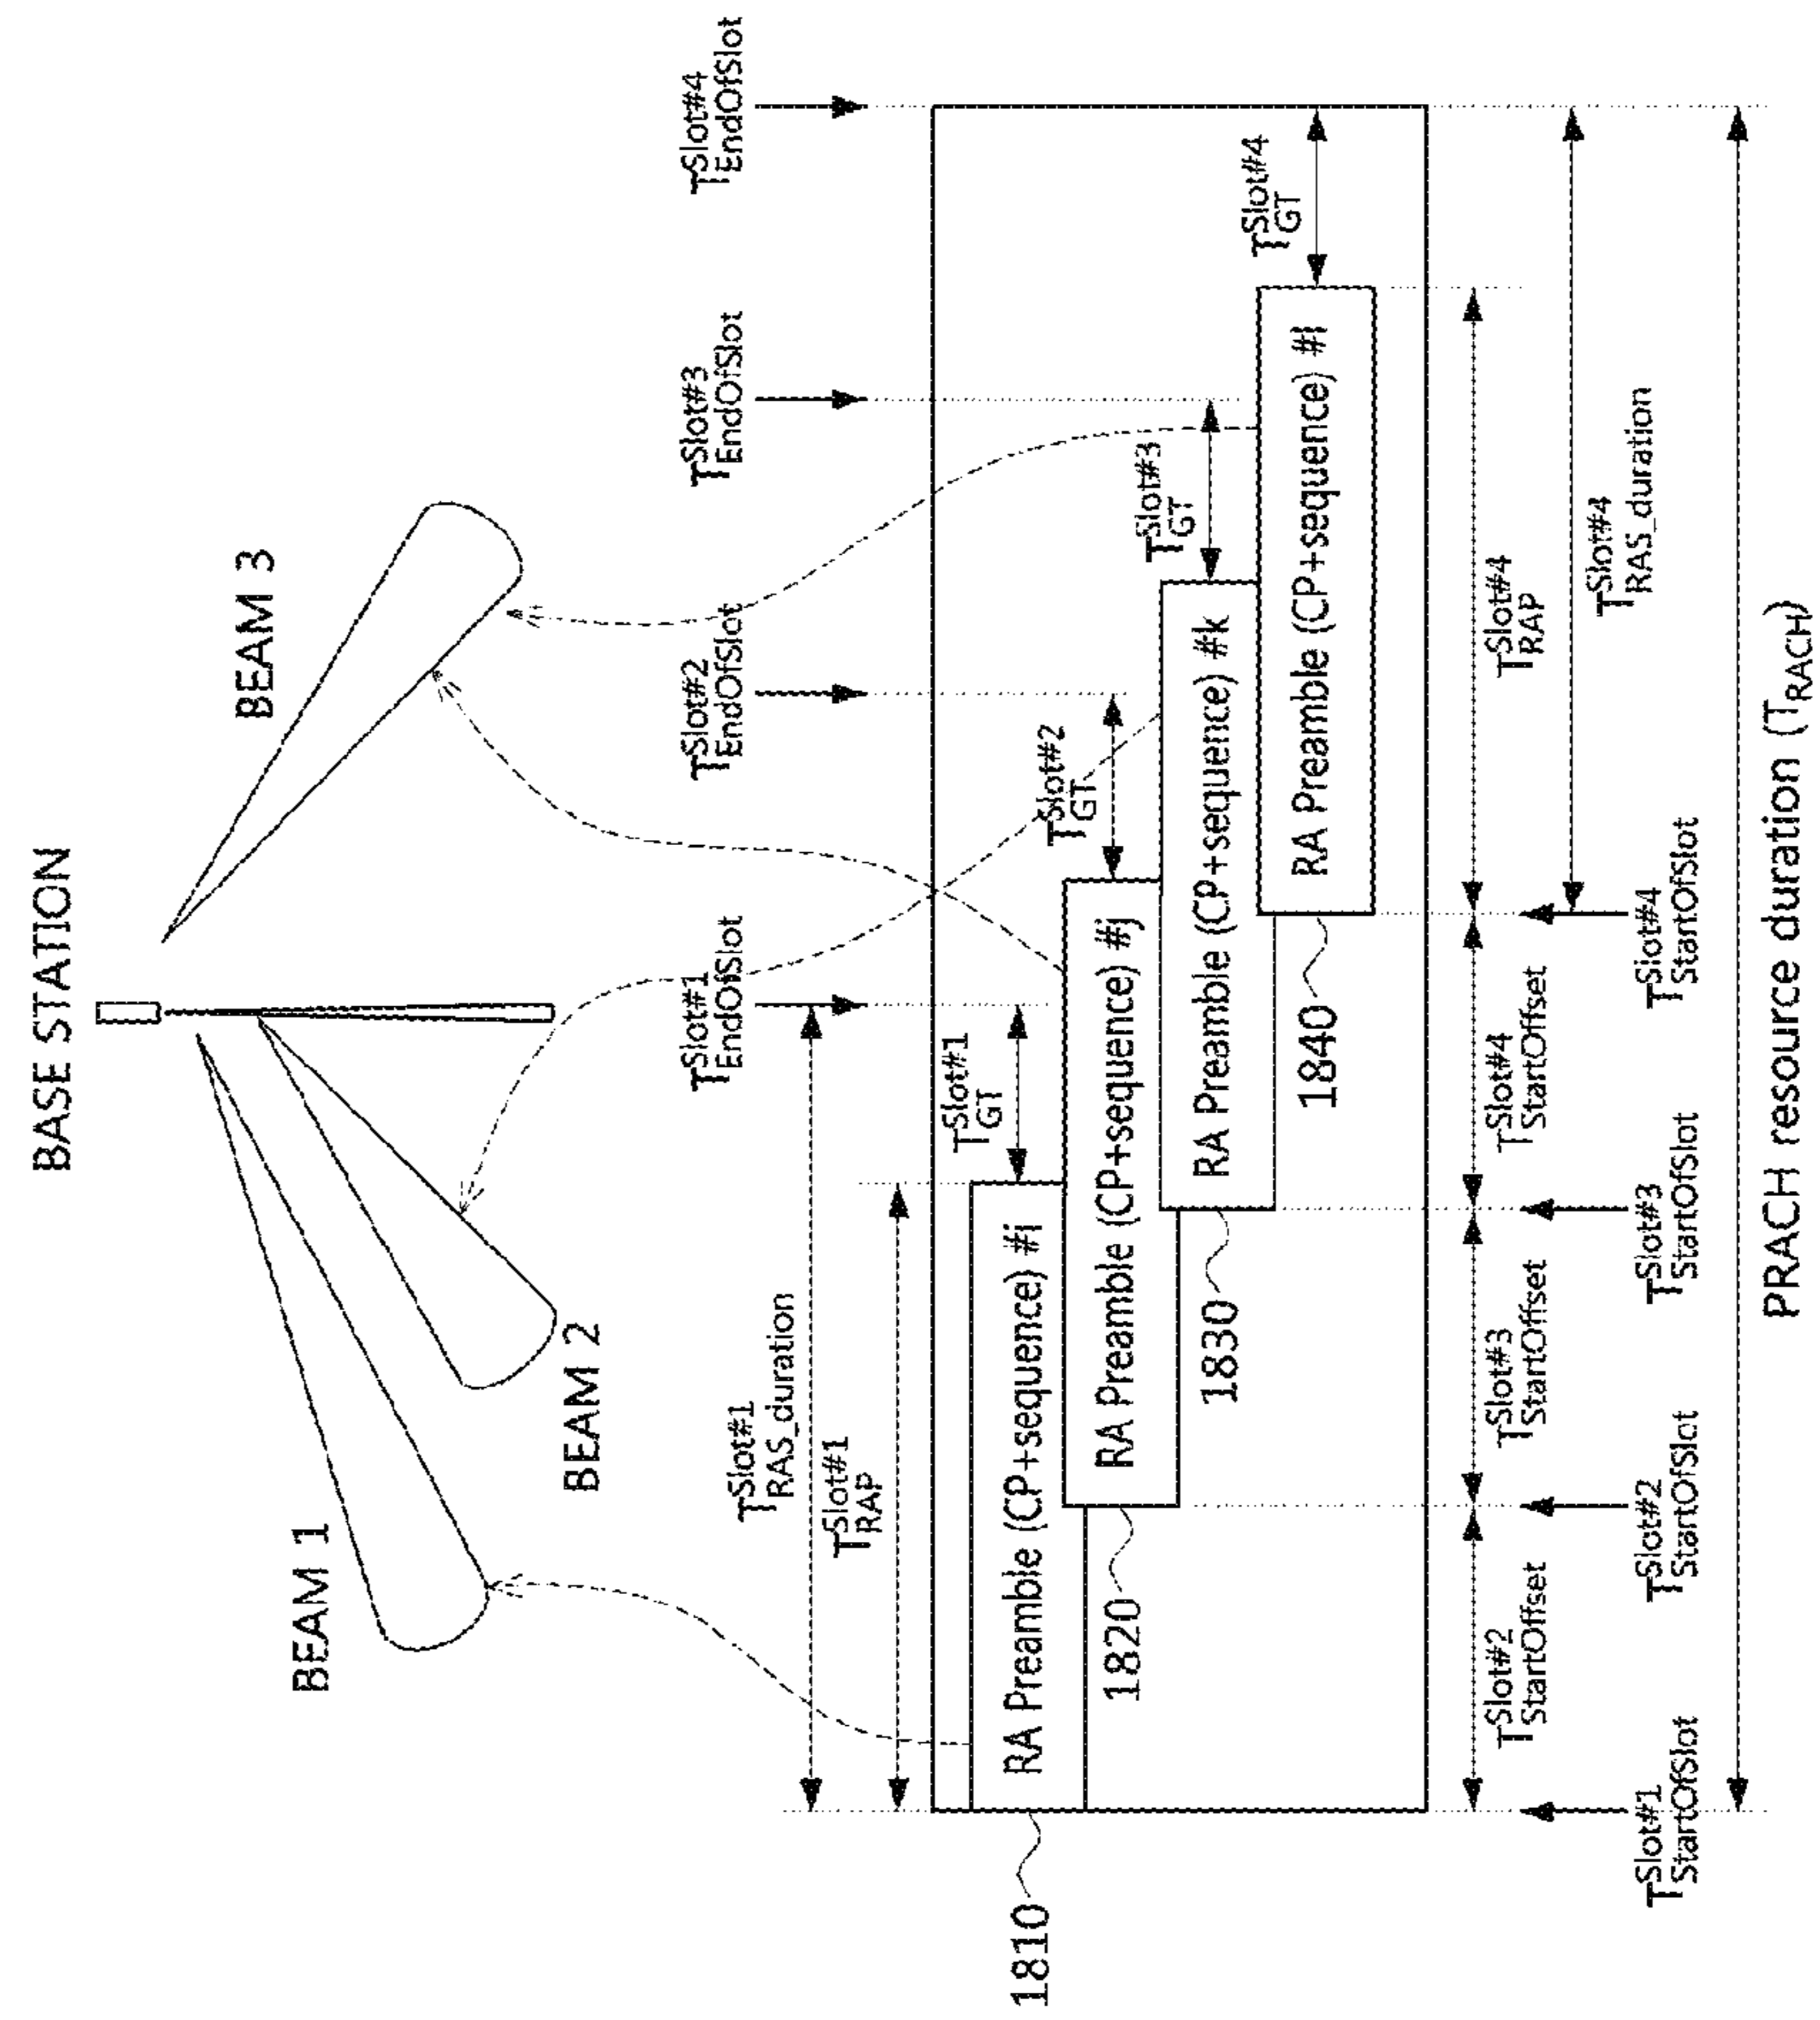 BASE STATION
BEAM 1
BEAM 2
BEAM 3
T^Slot#1_EndOfSlot
T^Slot#2_EndOfSlot
T^Slot#3_EndOfSlot
T^Slot#4_EndOfSlot
T^Slot#1_RAS_duration
T^Slot#1_RAP
T^Slot#1_GT
T^Slot#2_GT
T^Slot#3_GT
T^Slot#4_GT
1810
RA Preamble (CP+sequence) #i
1820
RA Preamble (CP+sequence) #j
1830
RA Preamble (CP+sequence) #k
1840
RA Preamble (CP+sequence) #l
T^Slot#2_StartOffset
T^Slot#3_StartOffset
T^Slot#4_StartOffset
T^Slot#4_RAP
T^Slot#4_RAS_duration
T^Slot#1_StartOfSlot
T^Slot#2_StartOfSlot
T^Slot#3_StartOfSlot
T^Slot#4_StartOfSlot
PRACH resource duration (T_RACH)